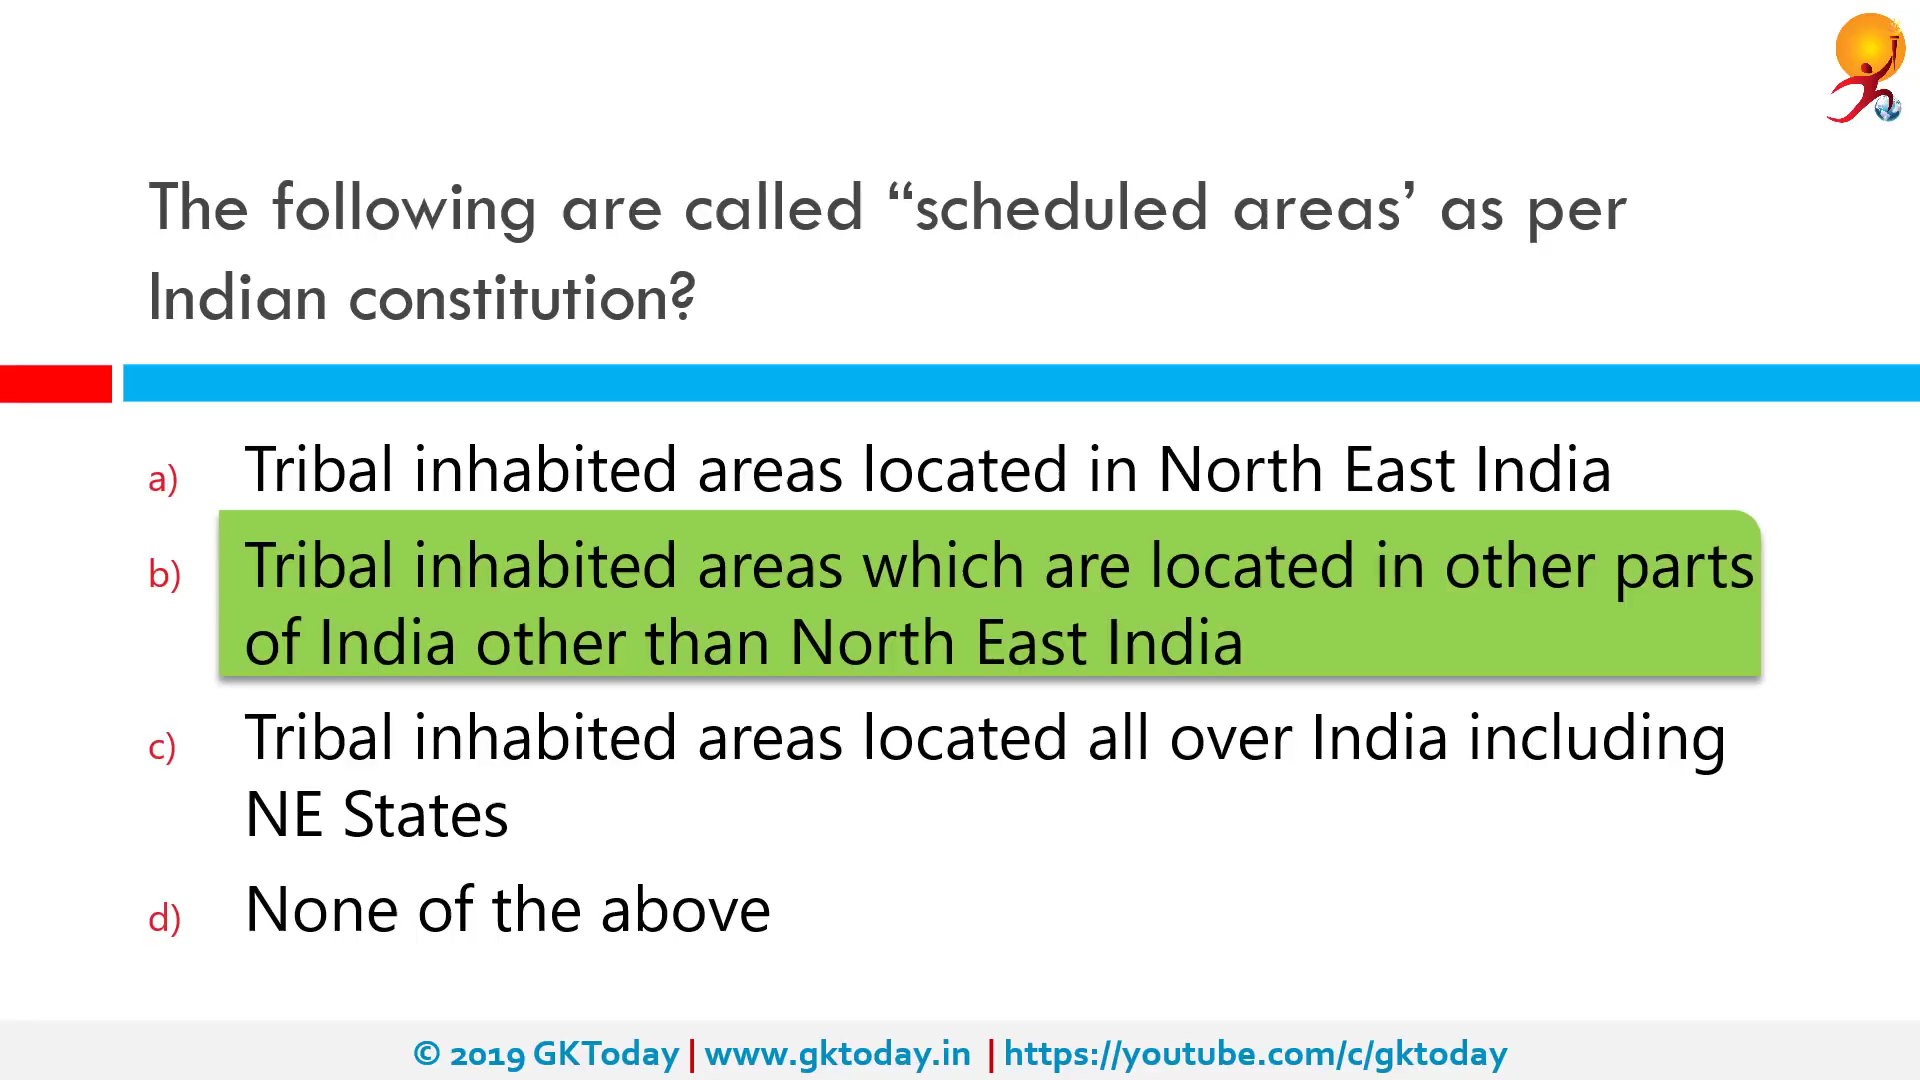 The following are called “scheduled areas’ as per
Indian constitution?
a) Tribal inhabited areas located in North East India
b) Tribal inhabited areas which are located in other parts
of India other than North East India
c) Tribal inhabited areas located all over India including
NE States
d) None of the above
© 2019 GKToday | www.gktoday.in | https://youtube.com/c/gktoday